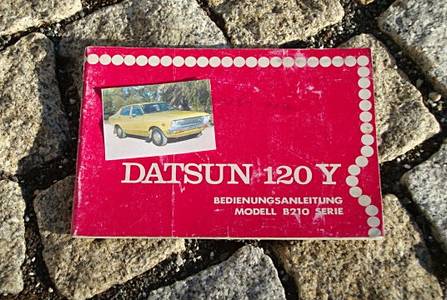 DATSUN 120 Y
BEDIENUNGSANLEITUNG
MODELL B210 SERIE